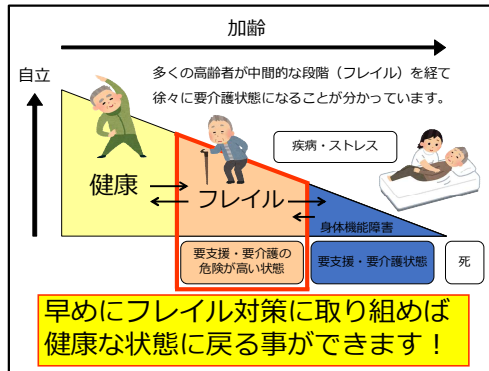 加齢
自立
多くの高齢者が中間的な段階（フレイル）を経て
徐々に要介護状態になることが分かっています。
疾病・ストレス
健康
フレイル
身体機能障害
要支援・要介護の
危険が高い状態
要支援・要介護状態
死
早めにフレイル対策に取り組めば
健康な状態に戻る事ができます！